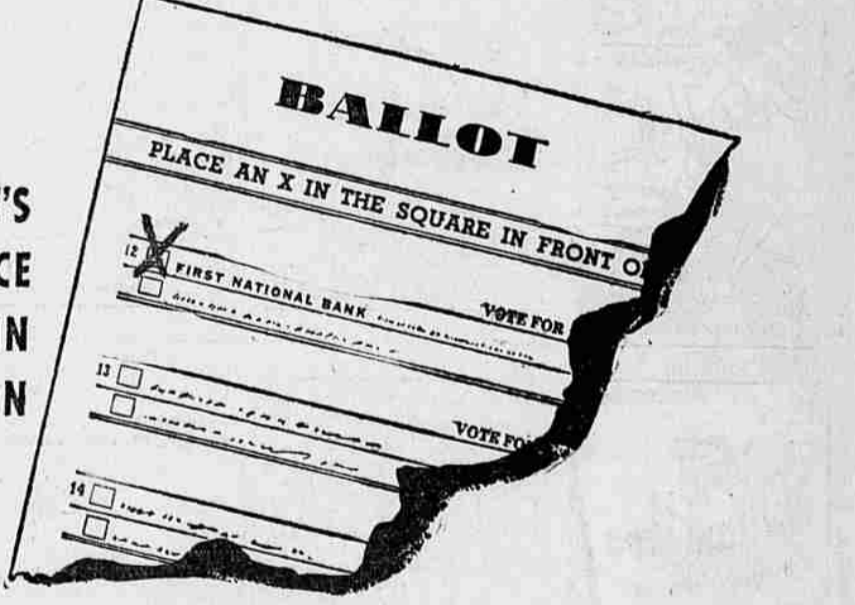 'S
CE
N
N
BALLOT
PLACE AN X IN THE SQUARE IN FRONT O
12 FIRST NATIONAL BANK
VOTE FOR
13
VOTE FO
14